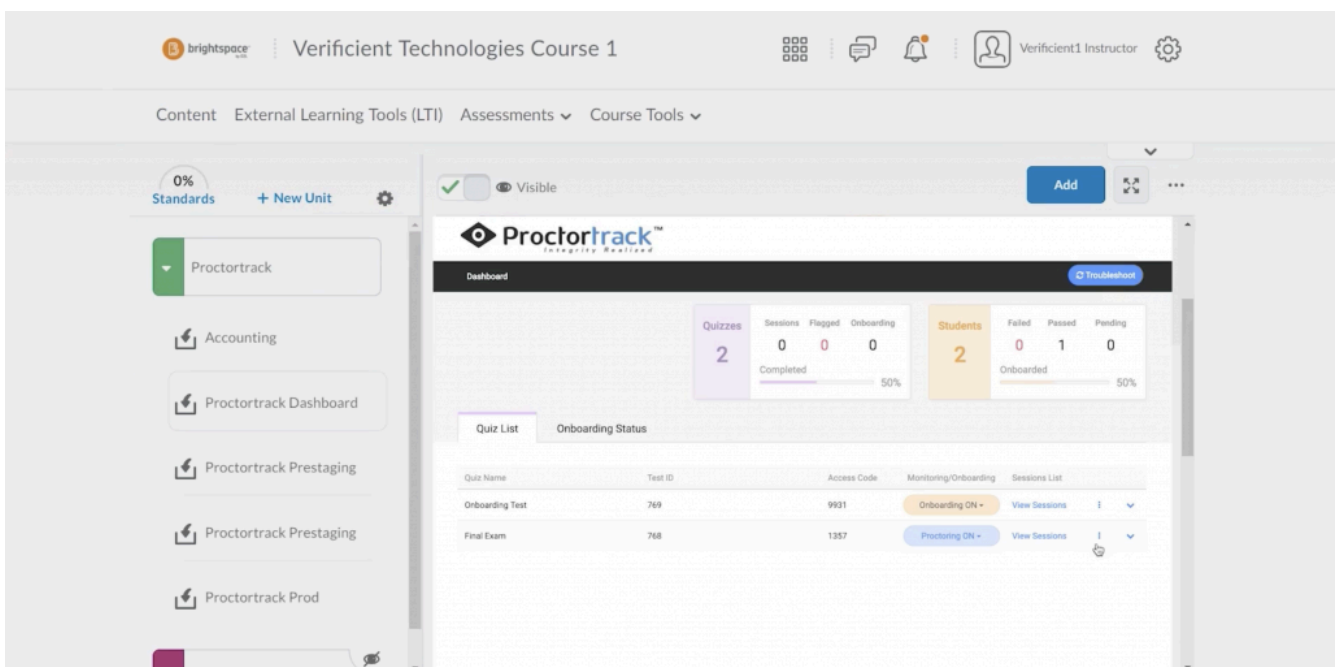 brightspace
Verificient Technologies Course 1
Verificient1 Instructor
Content External Learning Tools (LTI) Assessments Course Tools
0%
Standards
+ New Unit
Visible
Add
Proctortrack
Accounting
Proctortrack Dashboard
Proctortrack Prestaging
Proctortrack Prestaging
Proctortrack Prod
Proctortrack™
Integrity Realized
Dashboard
Troubleshoot
Quizzes
2
Sessions Flagged Onboarding
0 0 0
Completed
50%
Students
2
Failed Passed Pending
0 1 0
Onboarded
50%
Quiz List Onboarding Status
Quiz Name Test ID Access Code Monitoring/Onboarding Sessions List
Onboarding Test 769 9931 Onboarding ON View Sessions
Final Exam 768 1357 Proctoring ON View Sessions